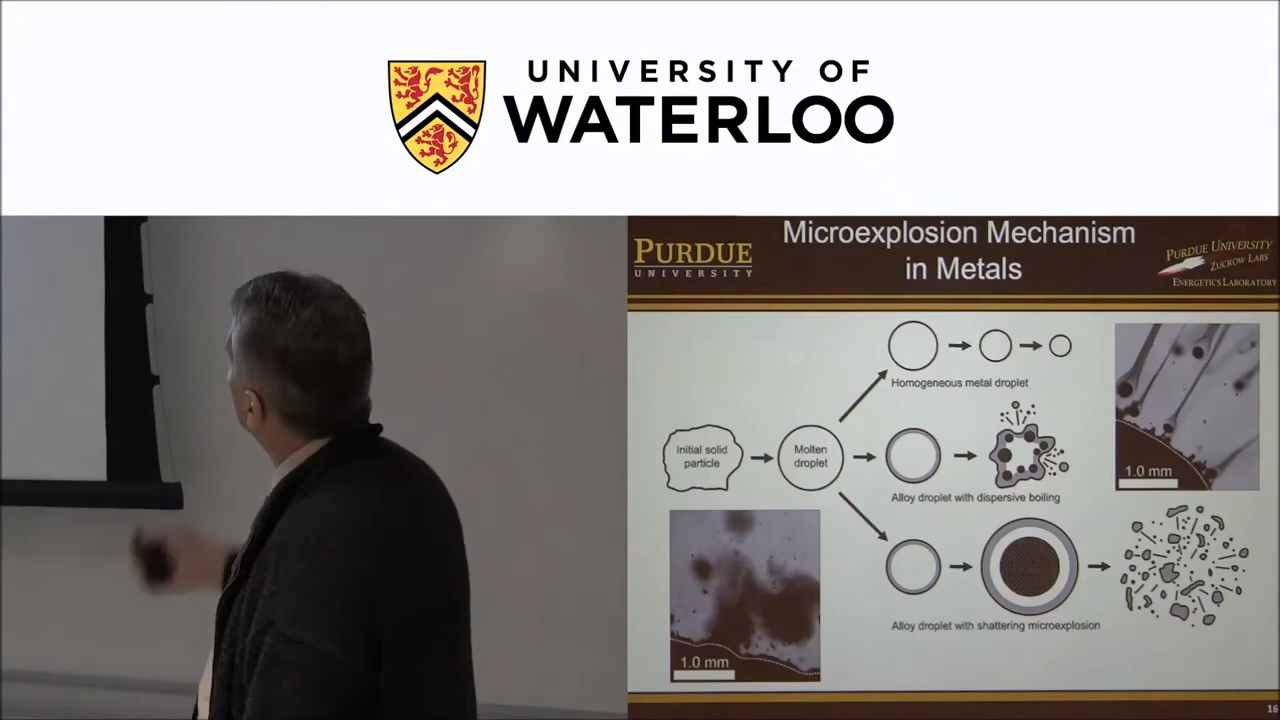 UNIVERSITY OF
WATERLOO
PURDUE
UNIVERSITY
Microexplosion Mechanism
in Metals
PURDUE UNIVERSITY
ZUCROW LABS
ENERGETICS LABORATORY
Homogeneous metal droplet
Initial solid
particle
Molten
droplet
1.0 mm
Alloy droplet with dispersive boiling
1.0 mm
Alloy droplet with shattering microexplosion
16